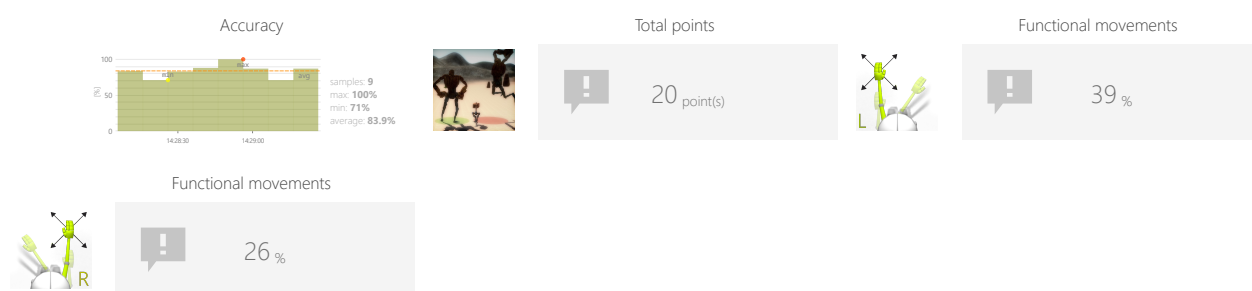 Accuracy
Total points
Functional movements
100
50
0
[%]
min
max
avg
14:28:30
14:29:00
samples: 9
max: 100%
min: 71%
average: 83.9%
20 point(s)
L
39 %
Functional movements
R
26 %